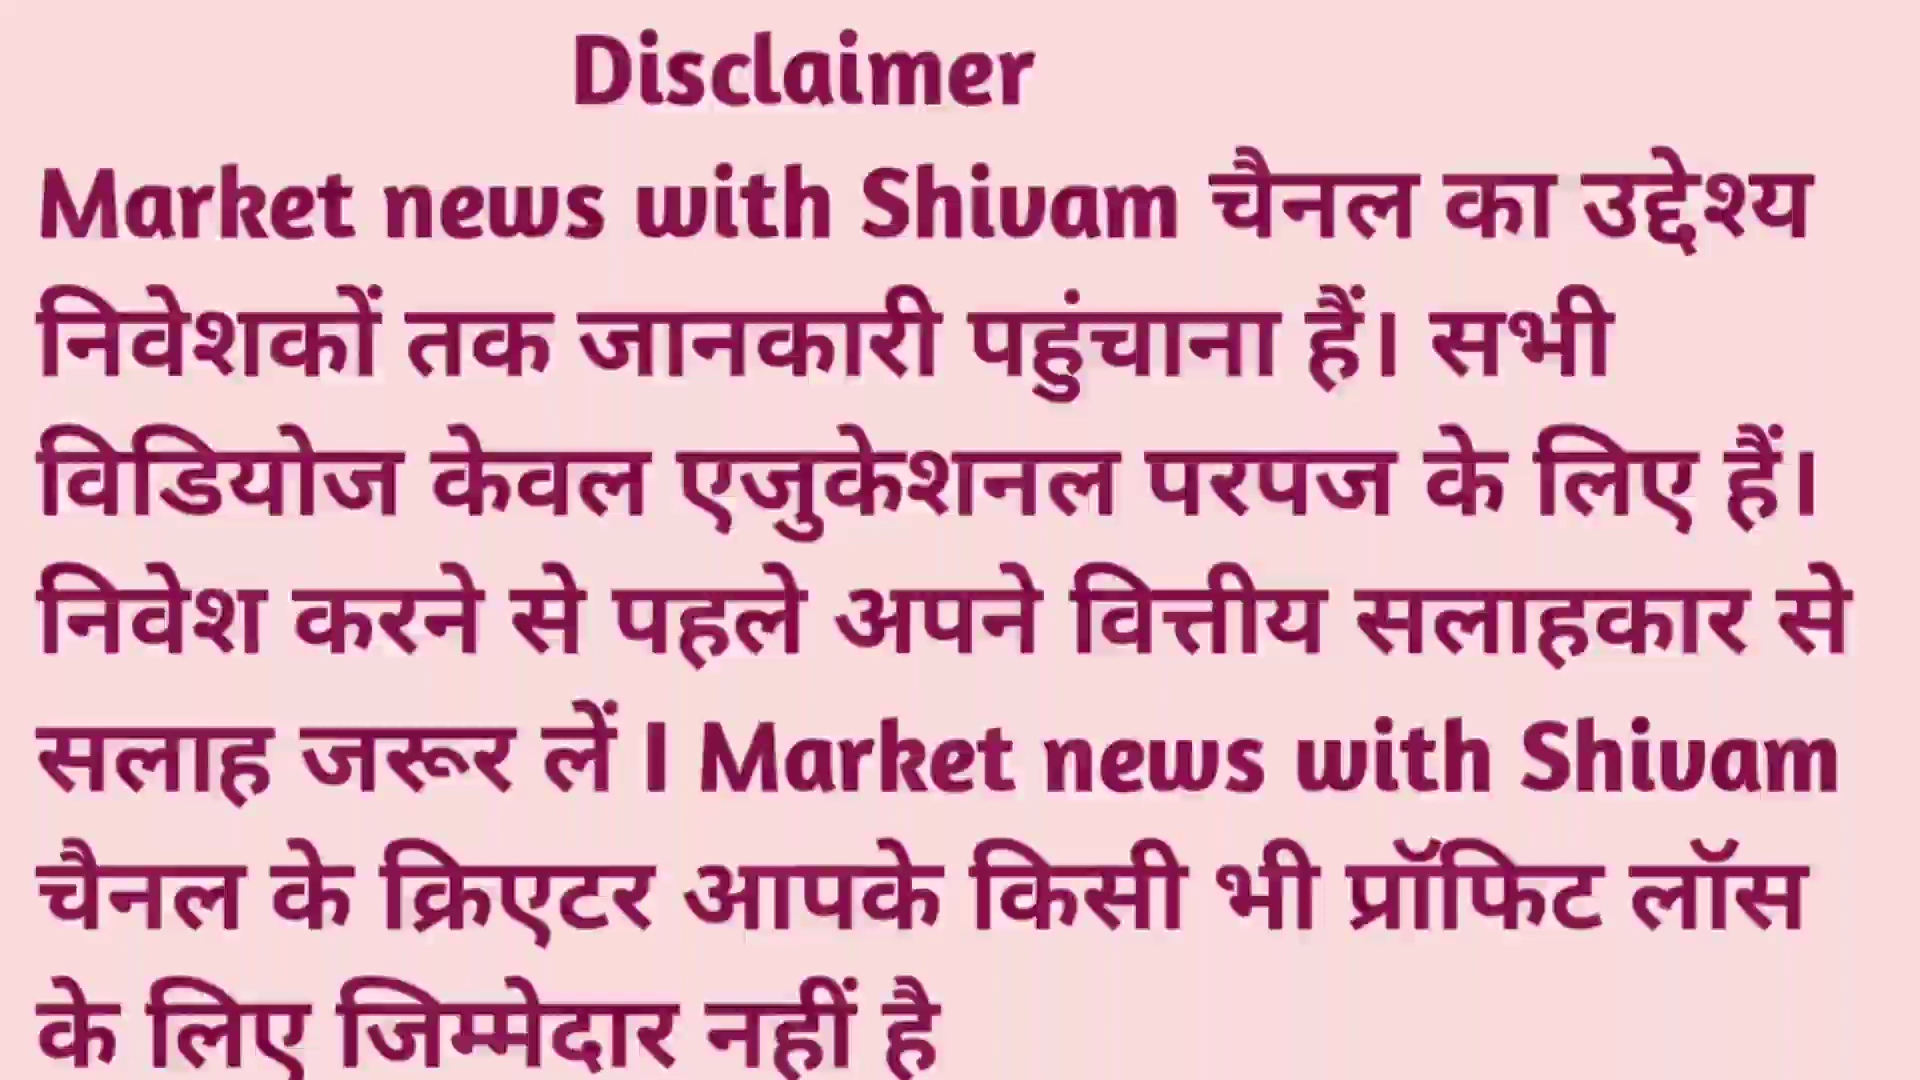 Disclaimer
Market news with Shivam चैनल का उद्देश्य
निवेशकों तक जानकारी पहुंचाना हैं। सभी
विडियोज केवल एजुकेशनल परपज के लिए हैं।
निवेश करने से पहले अपने वित्तीय सलाहकार से
सलाह जरूर लें I Market news with Shivam
चैनल के क्रिएटर आपके किसी भी प्रॉफिट लॉस
के लिए जिम्मेदार नहीं है